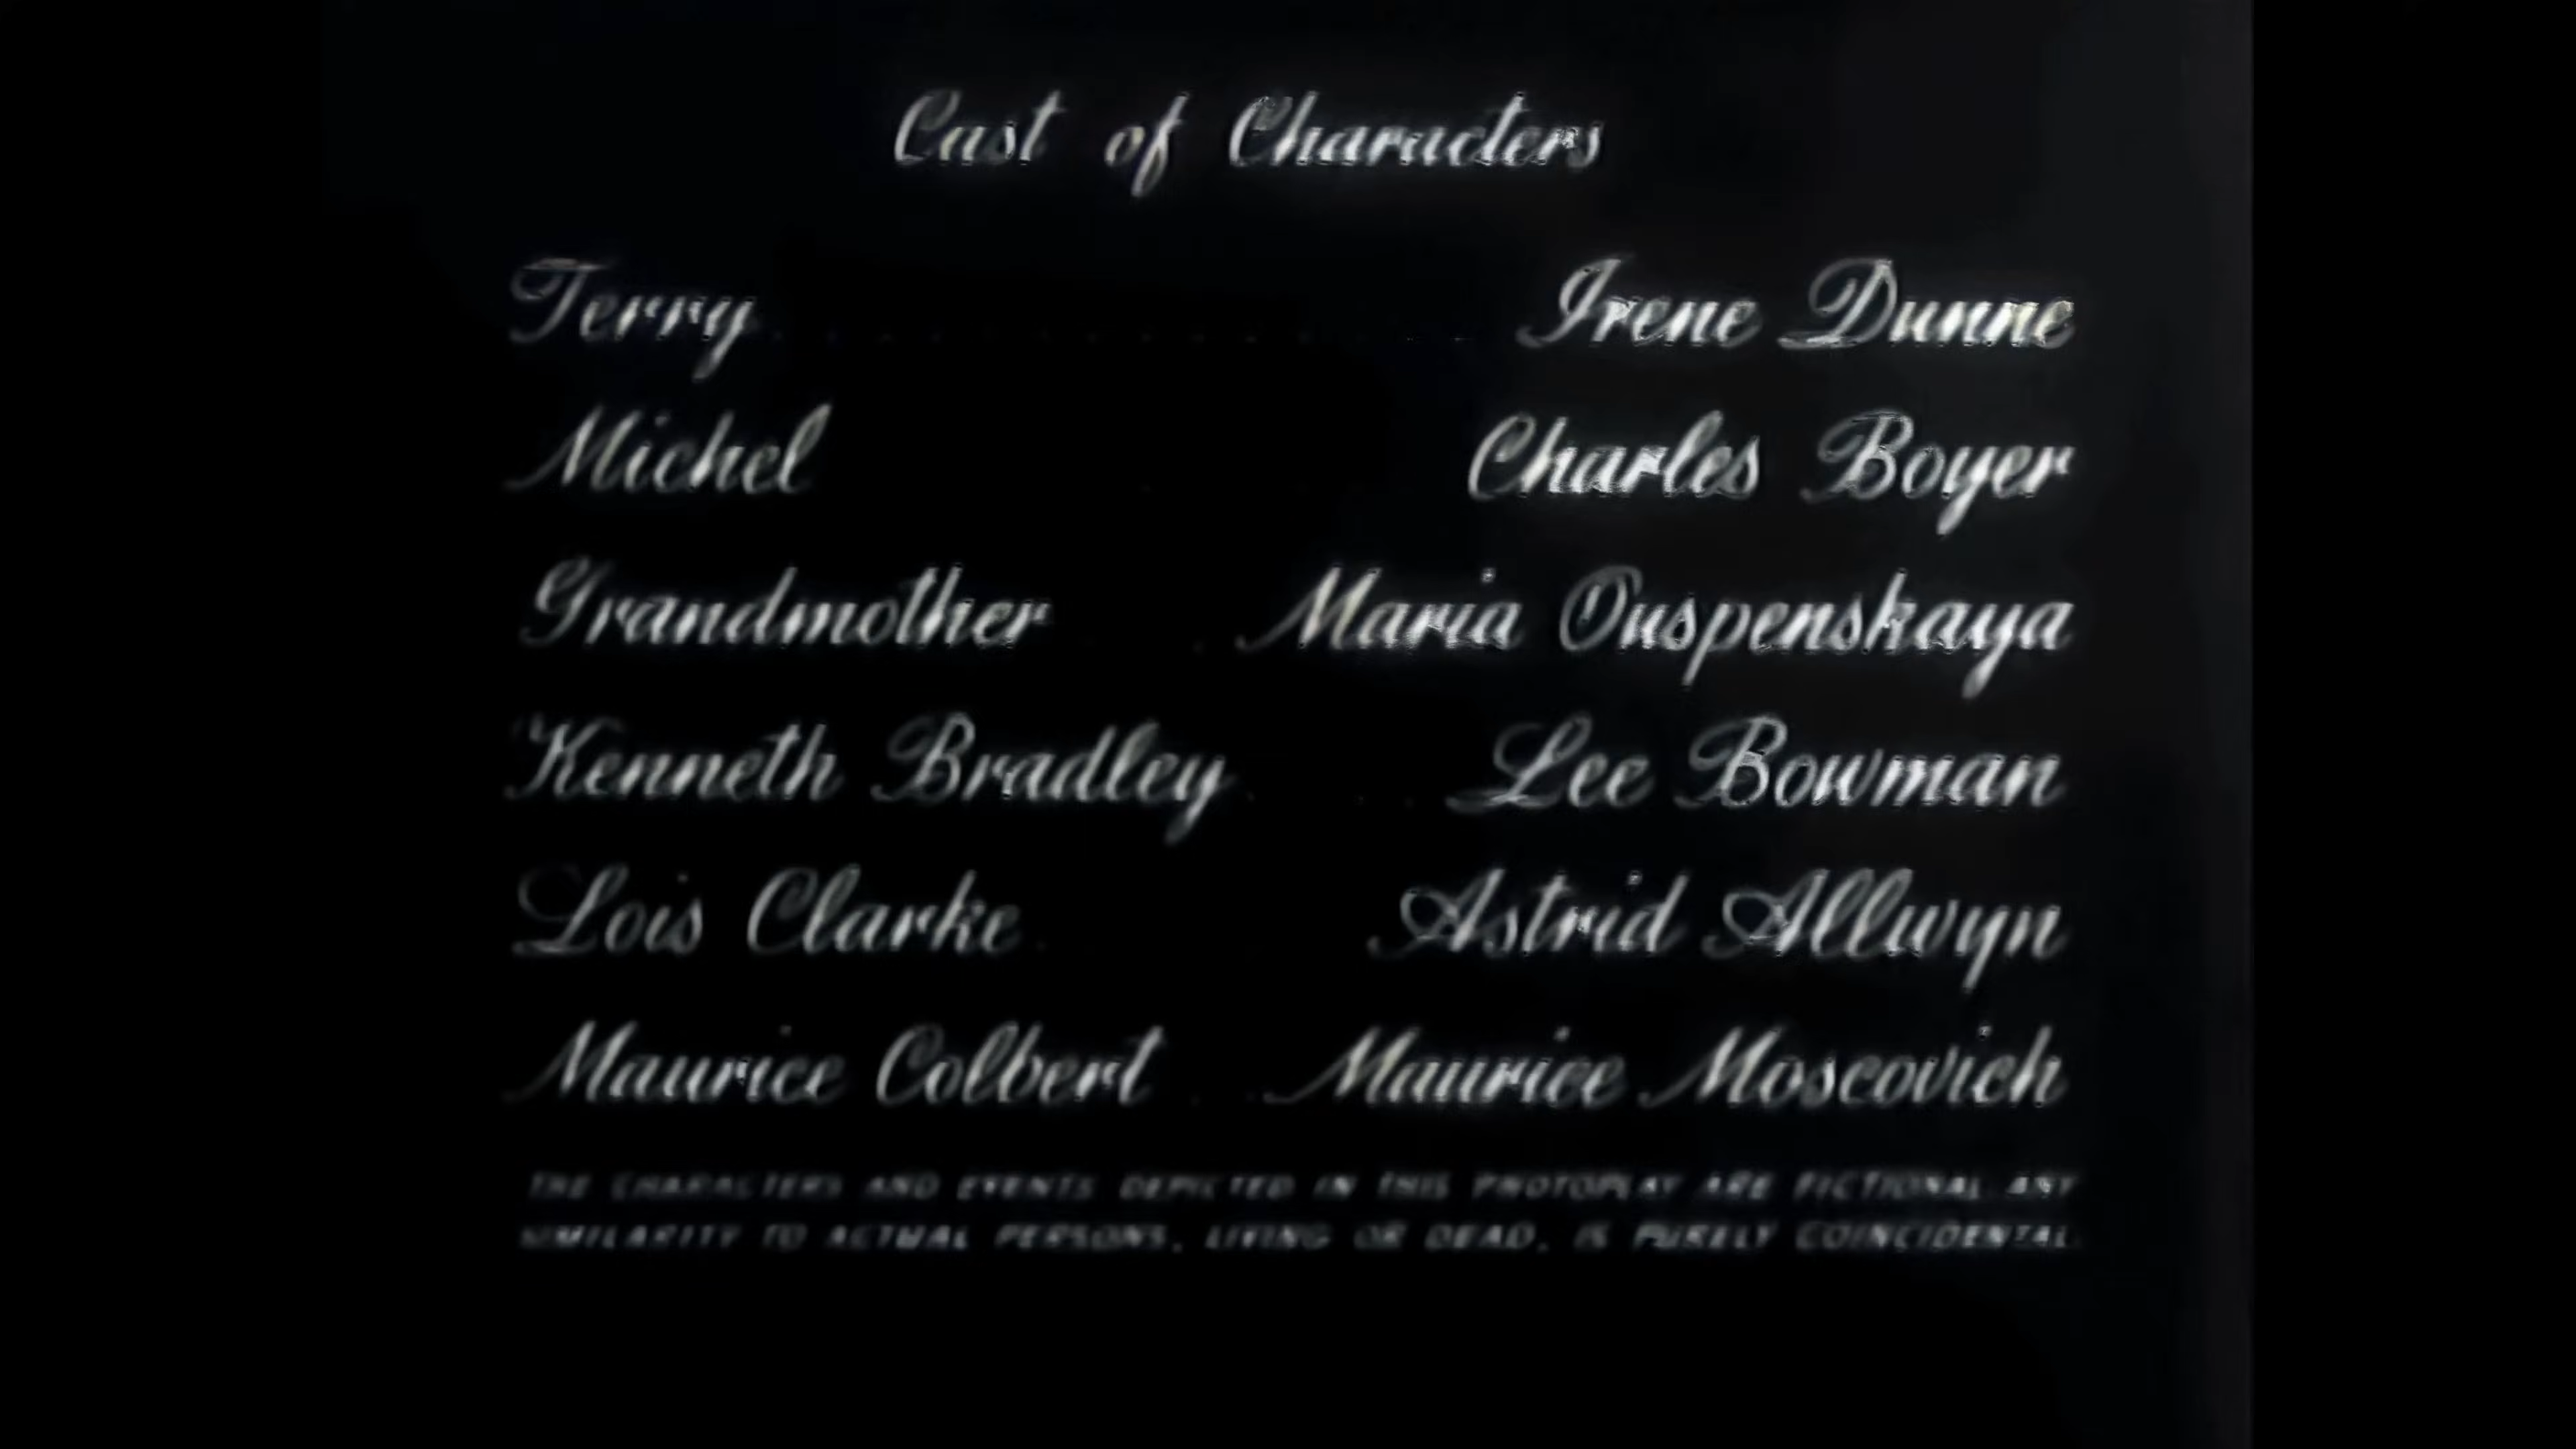 Cast of Characters
Terry . . . . . . . . . . . . . . Irene Dunne
Michel Charles Boyer
Grandmother Maria Ouspenskaya
Kenneth Bradley Lee Bowman
Lois Clarke Astrid Allwyn
Maurice Colbert Maurice Moscovich
THE CHARACTERS AND EVENTS DEPICTED IN THIS PHOTOPLAY ARE FICTIONAL. ANY
SIMILARITY TO ACTUAL PERSONS, LIVING OR DEAD, IS PURELY COINCIDENTAL.